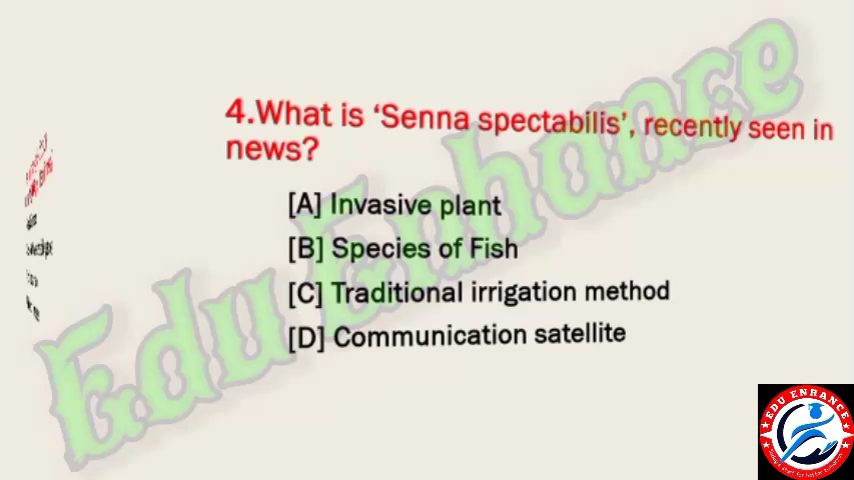 4.What is ‘Senna spectabilis’, recently seen in
news?
[A] Invasive plant
[B] Species of Fish
[C] Traditional irrigation method
[D] Communication satellite
Edu Enhance
EDU ENHANCE